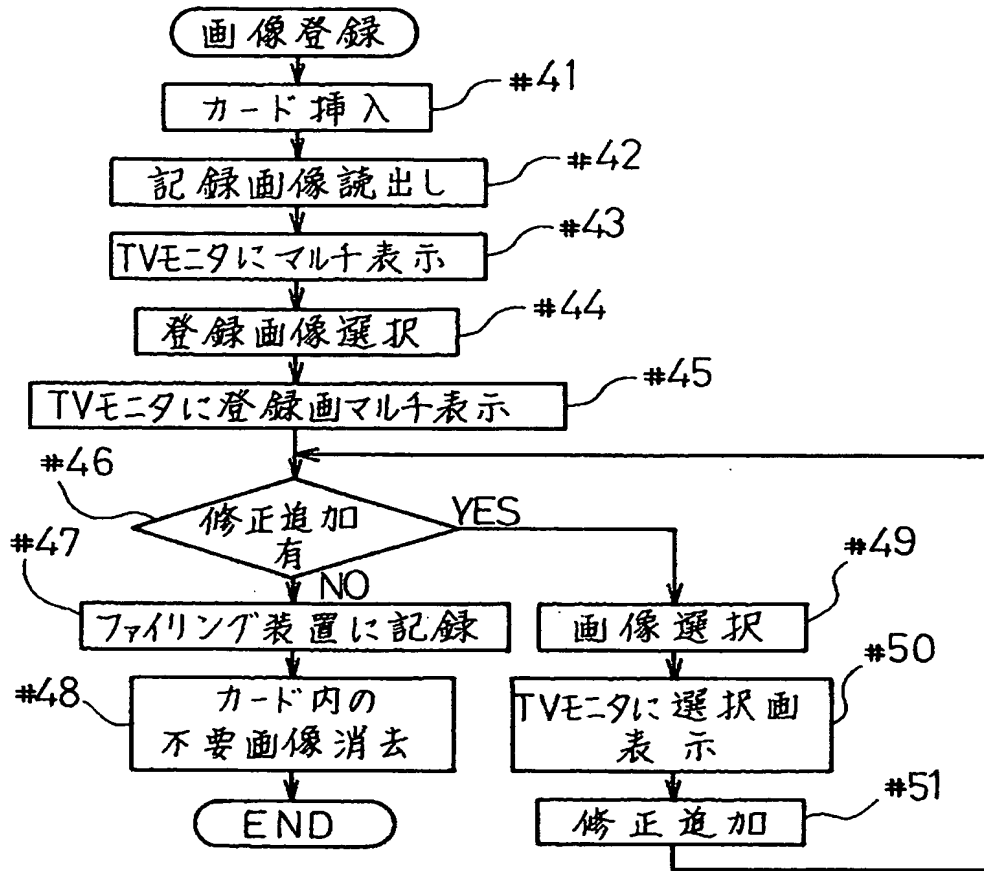 画像登録
#41
カード挿入
#42
記録画像読出し
#43
TVモニタにマルチ表示
#44
登録画像選択
#45
TVモニタに登録画マルチ表示
#46
修正追加
有
YES
NO
#47
ファイリング装置に記録
#48
カード内の
不要画像消去
END
#49
画像選択
#50
TVモニタに選択画
表示
#51
修正追加